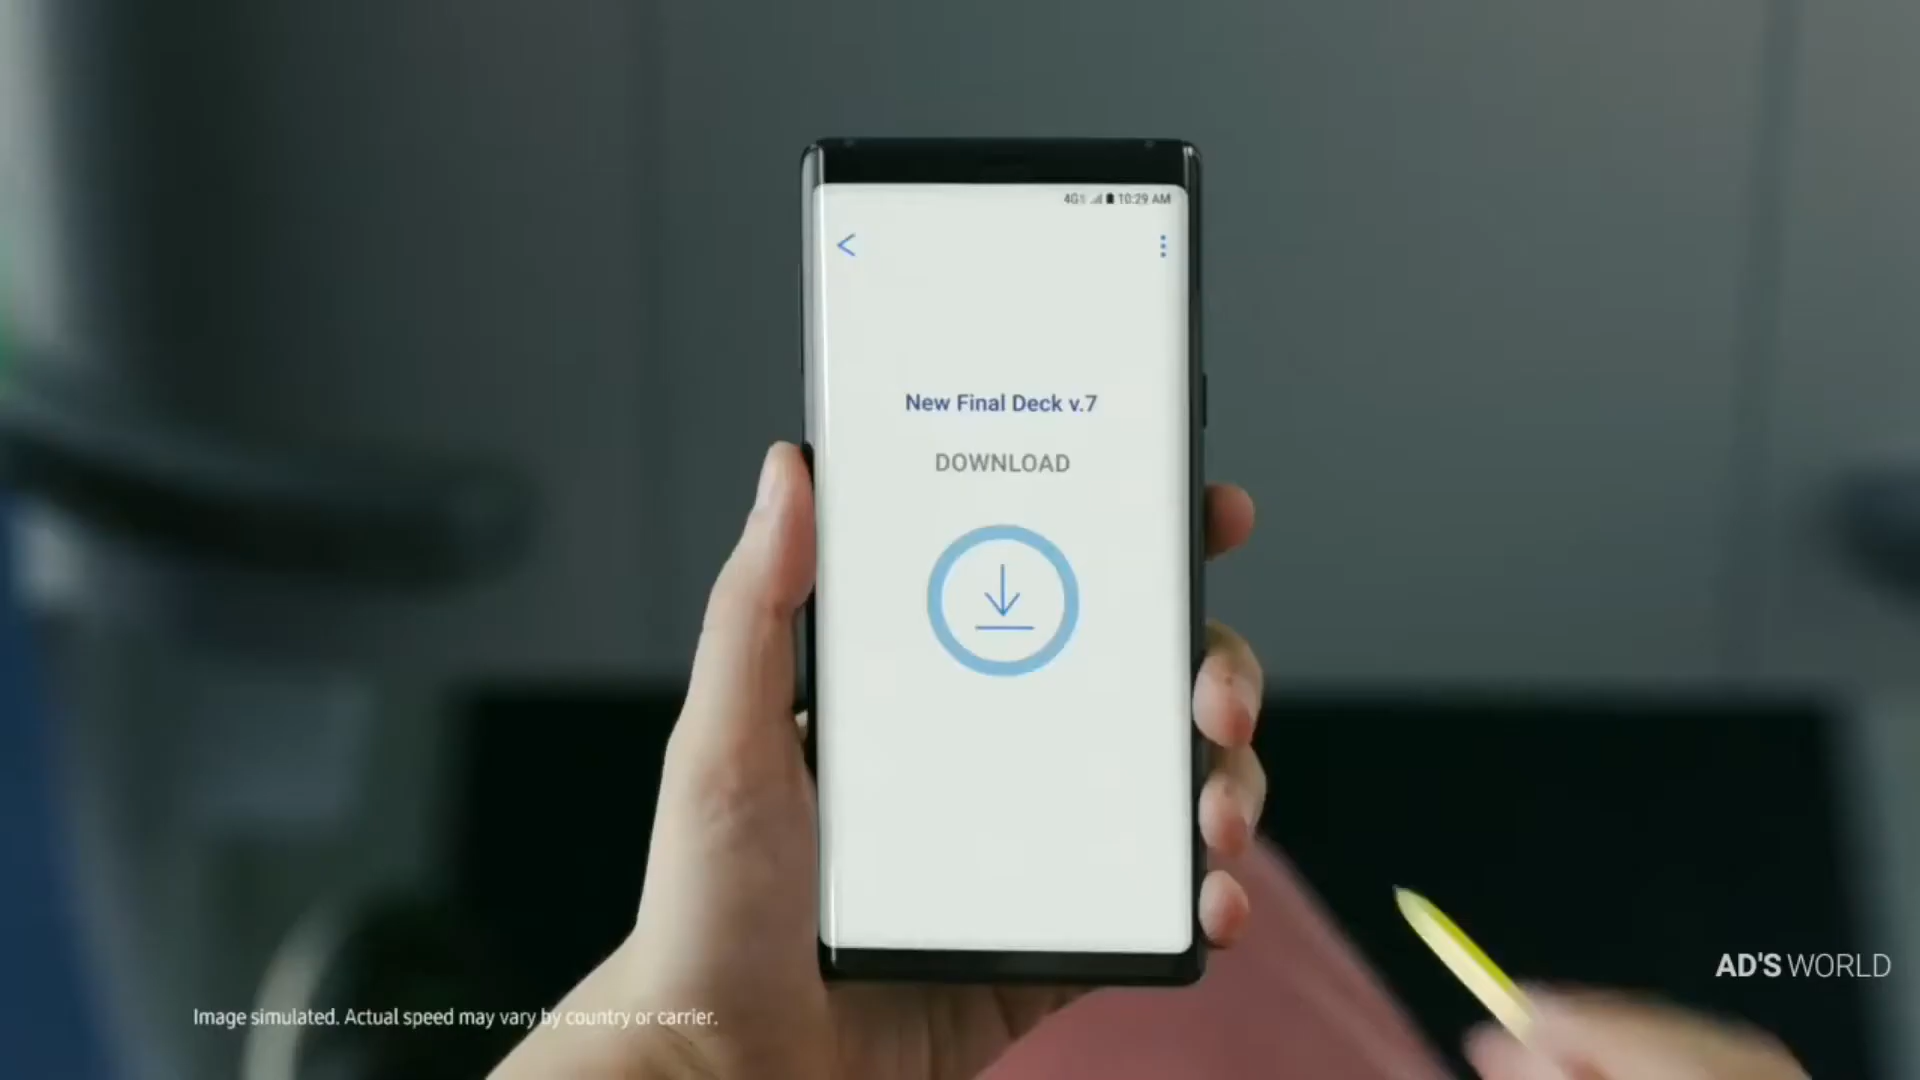 4G 10:29 AM
New Final Deck v.7
DOWNLOAD
AD'S WORLD
Image simulated. Actual speed may vary by country or carrier.